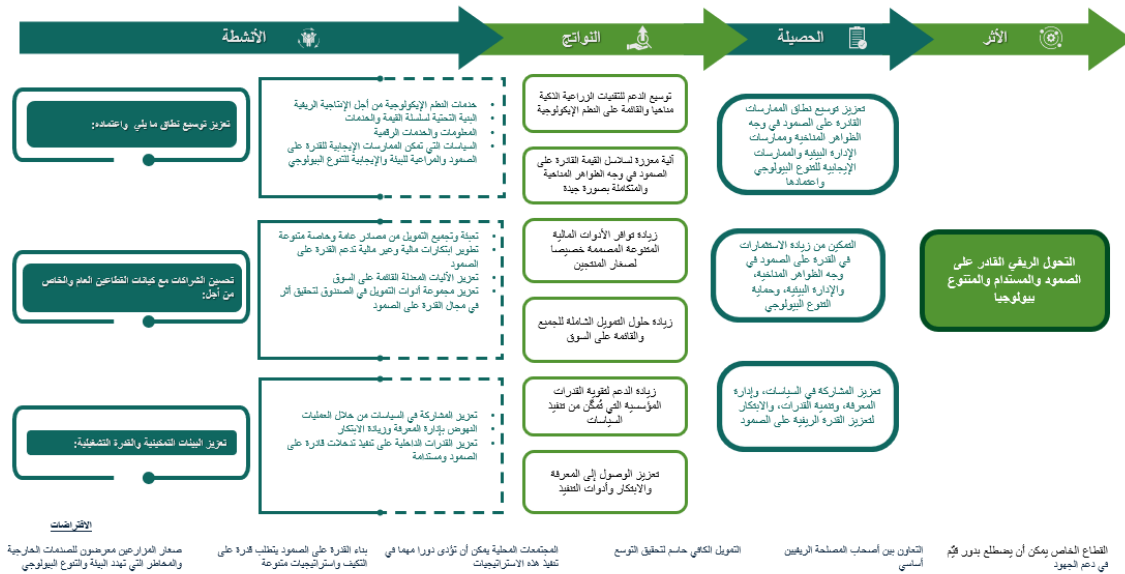 الأنشطة
النواتج
الحصيلة
الأثر
تعزيز توسيع نطاق ما يلي واعتماده:
خدمات النظم الإيكولوجية من أجل الإنتاجية الريفية
البنية التحتية لسلسلة القيمة والخدمات
المعلومات والخدمات الرقمية
السياسات التي تمكن الممارسات الإيجابية للقدرة على
الصمود والمراعية للبيئة والإيجابية للتنوع البيولوجي
توسيع الدعم للتقنيات الزراعية الذكية
مناخيا والقائمة على النظم الإيكولوجية
آلية معززة لسلاسل القيمة القادرة على
الصمود في وجه الظواهر المناخية
والمتكاملة بصورة جيدة
تعزيز توسيع نطاق الممارسات
القادرة على الصمود في وجه
الظواهر المناخية وممارسات
الإدارة البيئية والممارسات
الإيجابية للتنوع البيولوجي
واعتمادها
تحسين الشراكات مع كيانات القطاعين العام والخاص
من أجل:
تعبئة وتجميع التمويل من مصادر عامة وخاصة متنوعة
تطوير ابتكارات مالية وغير مالية تدعم القدرة على
الصمود
تعزيز الآليات المعدلة القائمة على السوق
تعزيز مجموعة أدوات التمويل في الصندوق لتحقيق أثر
في مجال القدرة على الصمود
زيادة توافر الأدوات المالية
المتنوعة المصممة خصيصا
لصغار المنتجين
زيادة حلول التمويل الشاملة للجميع
والقائمة على السوق
التمكين من زيادة الاستثمارات
في القدرة على الصمود في
وجه الظواهر المناخية،
والإدارة البيئية، وحماية
التنوع البيولوجي
التحول الريفي القادر على
الصمود والمستدام والمتنوع
بيولوجيا
تعزيز البيئات التمكينية والقدرة التشغيلية:
تعزيز المشاركة في السياسات من خلال العمليات
النهوض بإدارة المعرفة وزيادة الابتكار
تعزيز القدرات الداخلية على تنفيذ تدخلات قادرة على
الصمود ومستدامة
زيادة الدعم لتقوية القدرات
المؤسسية التي تُمكّن من تنفيذ
السياسات
تعزيز الوصول إلى المعرفة
والابتكار وأدوات التنفيذ
تعزيز المشاركة في السياسات، وإدارة
المعرفة، وتنمية القدرات، والابتكار
لتعزيز القدرة الريفية على الصمود
الافتراضات
صغار المزارعين معرضون للصدمات الخارجية
والمخاطر التي تهدد البيئة والتنوع البيولوجي
بناء القدرة على الصمود يتطلب قدرة على
التكيف واستراتيجيات متنوعة
المجتمعات المحلية يمكن أن تؤدى دورا مهما في
تنفيذ هذه الاستراتيجيات
التمويل الكافي حاسم لتحقيق التوسع
التعاون بين أصحاب المصلحة الريفيين
أساسي
القطاع الخاص يمكن أن يضطلع بدور قيّم
في دعم الجهود